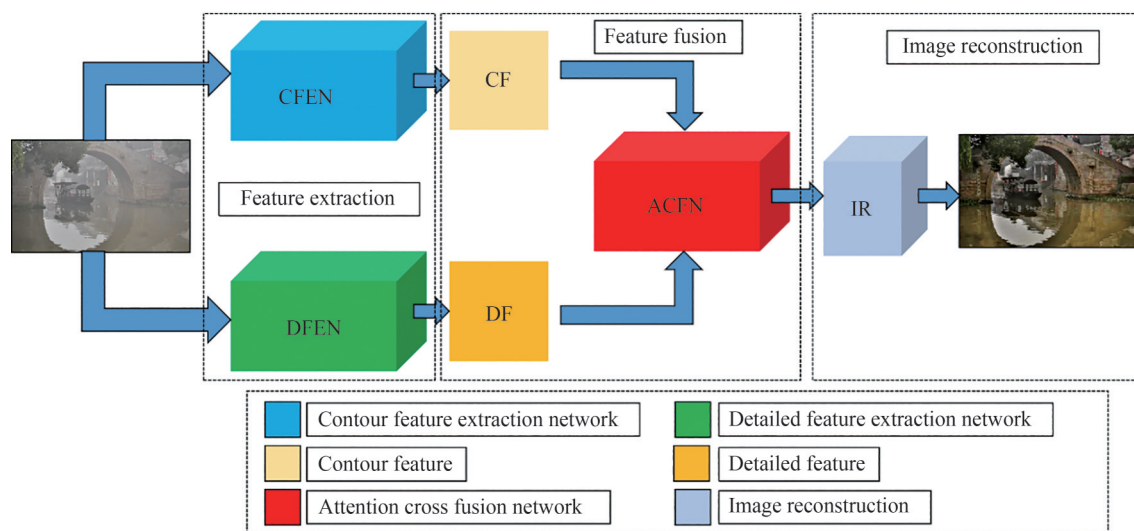 Feature fusion
Image reconstruction
CFEN
CF
Feature extraction
ACFN
IR
DFEN
DF
Contour feature extraction network
Detailed feature extraction network
Contour feature
Detailed feature
Attention cross fusion network
Image reconstruction